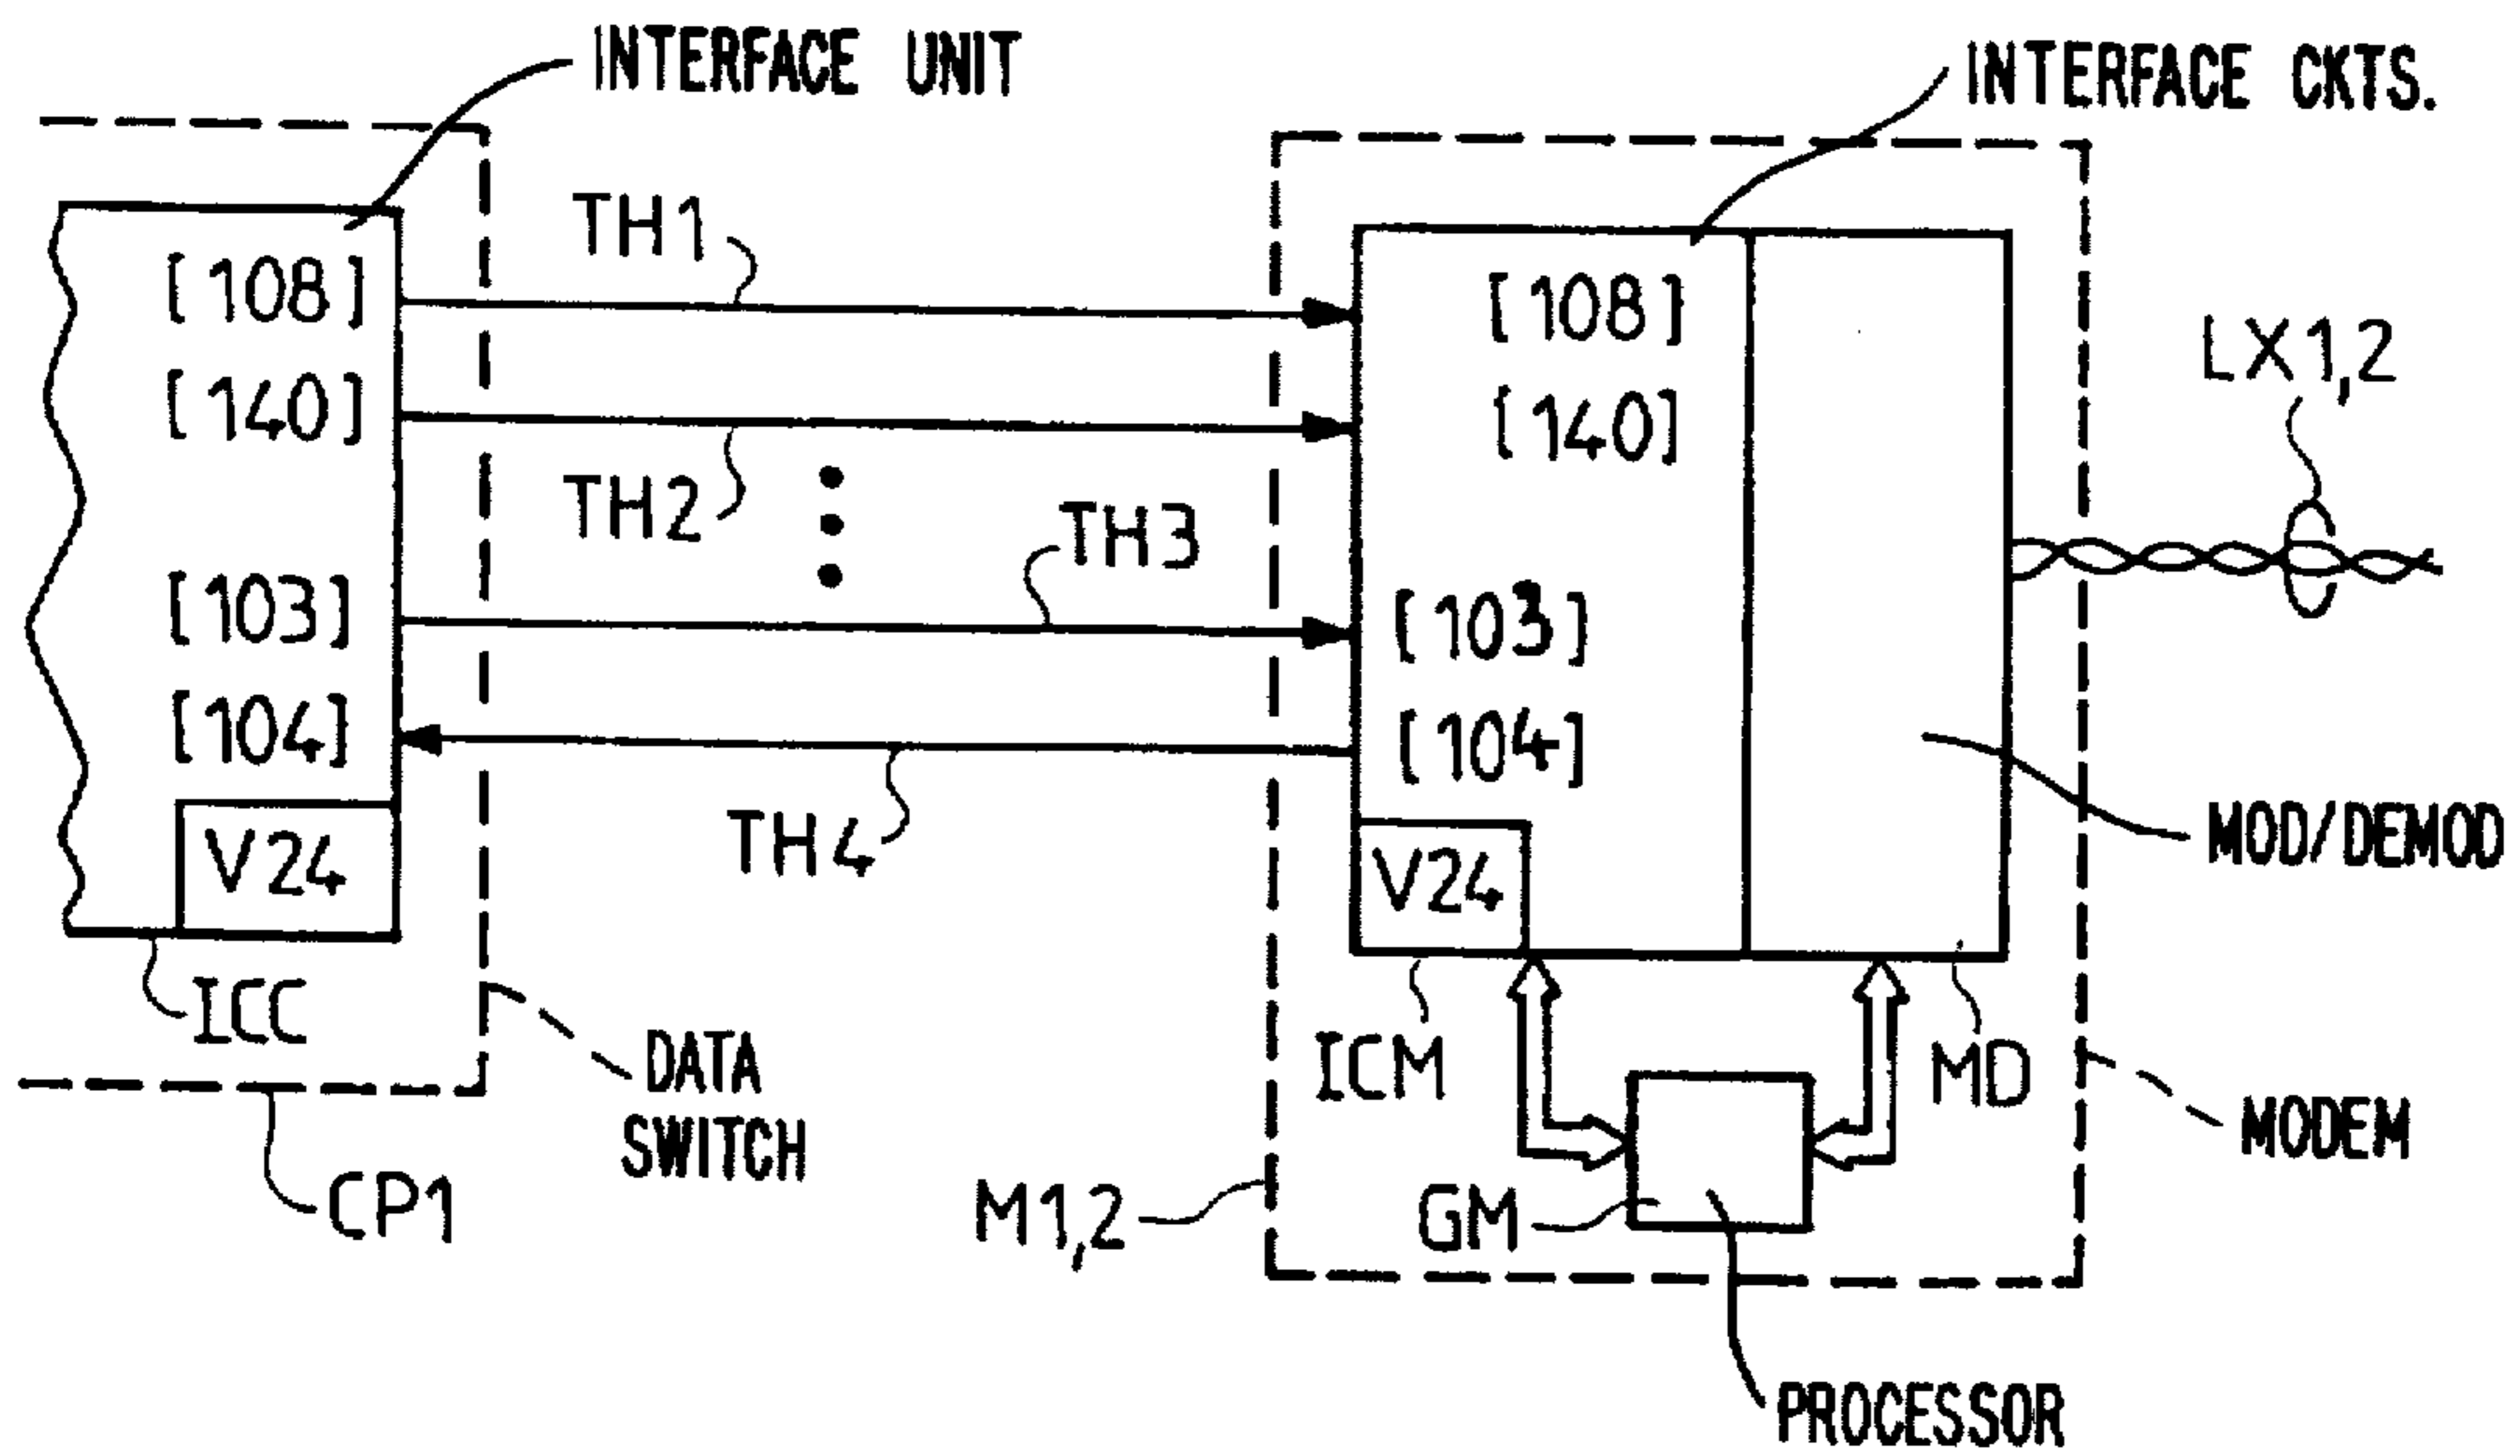 INTERFACE UNIT
INTERFACE CKTS.
TH1
[108]
[108]
LX1,2
[140]
[140]
TH2
TH3
[103]
[103]
[104]
[104]
TH4
MOD/DEMOD
V24
V24
ICC
DATA
SWITCH
ICM
MD
MODEM
CP1
M1,2
GM
PROCESSOR